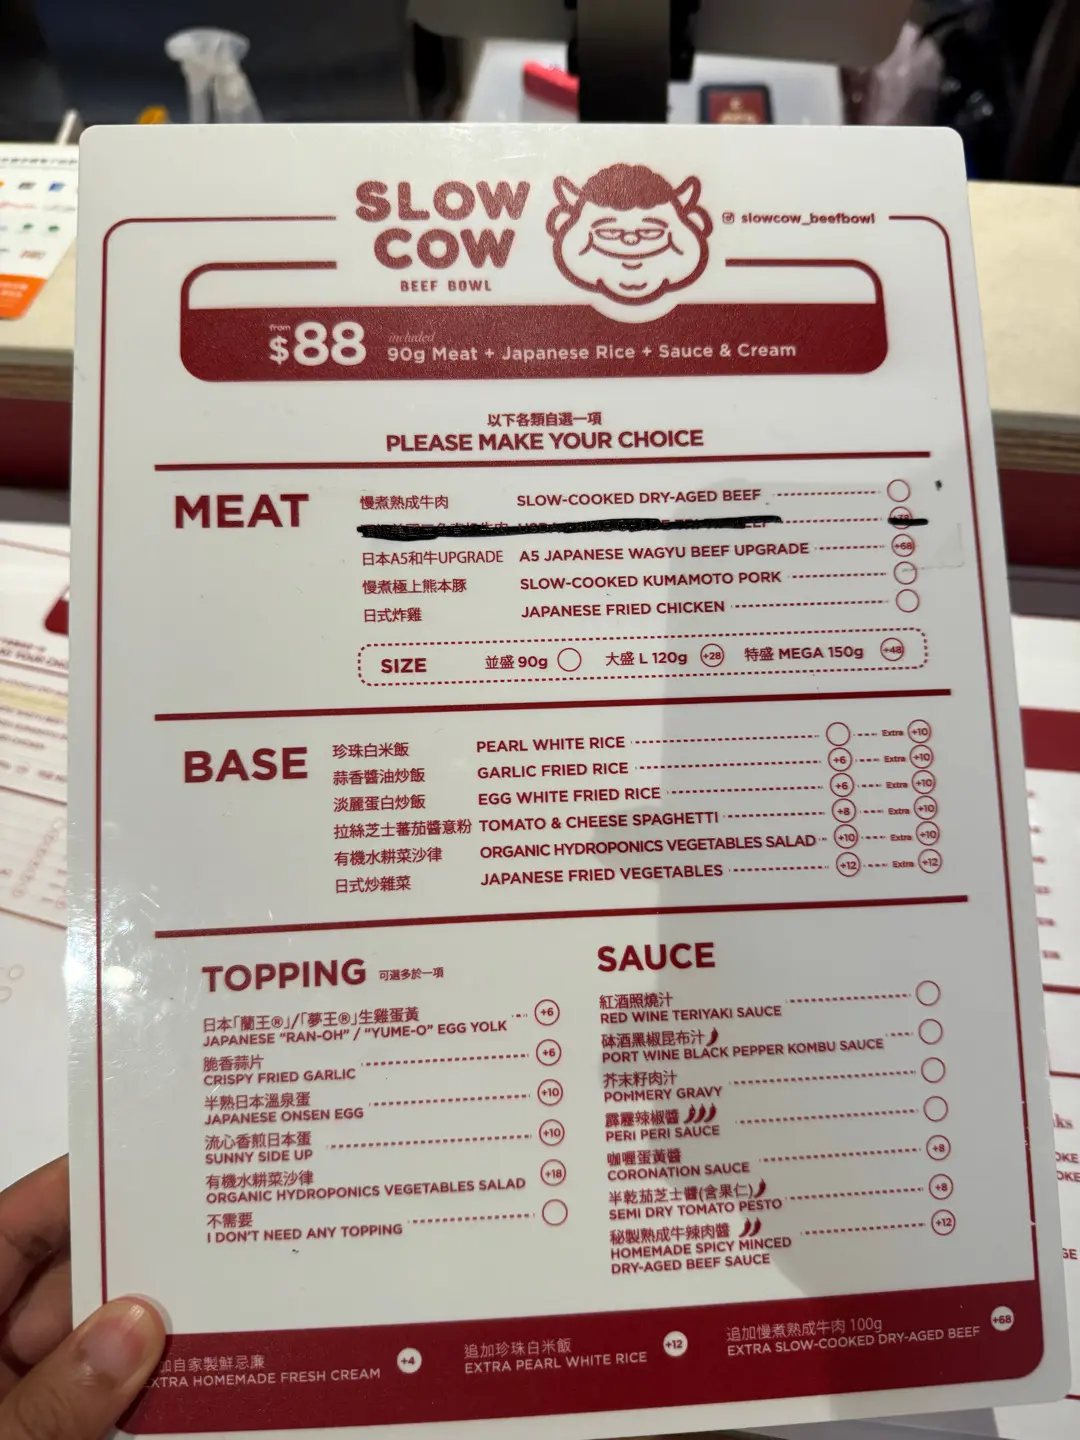 SLOW
COW
BEEF BOWL
slowcow_beefbowl
from
$88
included
90g Meat + Japanese Rice + Sauce & Cream
以下各類自選一項
PLEASE MAKE YOUR CHOICE
MEAT
慢煮熟成牛肉 SLOW-COOKED DRY-AGED BEEF
日本A5和牛UPGRADE A5 JAPANESE WAGYU BEEF UPGRADE +68
慢煮極上熊本豚 SLOW-COOKED KUMAMOTO PORK
日式炸雞 JAPANESE FRIED CHICKEN
SIZE 並盛 90g 大盛 L 120g +28 特盛 MEGA 150g +48
BASE
珍珠白米飯 PEARL WHITE RICE Extra +10
蒜香醬油炒飯 GARLIC FRIED RICE +6 Extra +10
淡麗蛋白炒飯 EGG WHITE FRIED RICE +6 Extra +10
拉絲芝士蕃茄醬意粉 TOMATO & CHEESE SPAGHETTI +8 Extra +10
有機水耕菜沙律 ORGANIC HYDROPONICS VEGETABLES SALAD +10 Extra +10
日式炒雜菜 JAPANESE FRIED VEGETABLES +12 Extra +12
TOPPING 可選多於一項
日本「蘭王®」/「夢王®」生雞蛋黃
JAPANESE "RAN-OH" / "YUME-O" EGG YOLK +6
脆香蒜片
CRISPY FRIED GARLIC +6
半熟日本溫泉蛋
JAPANESE ONSEN EGG +10
流心香煎日本蛋
SUNNY SIDE UP +10
有機水耕菜沙律
ORGANIC HYDROPONICS VEGETABLES SALAD +18
不需要
I DON'T NEED ANY TOPPING
SAUCE
紅酒照燒汁
RED WINE TERIYAKI SAUCE
砵酒黑椒昆布汁
PORT WINE BLACK PEPPER KOMBU SAUCE
芥末籽肉汁
POMMERY GRAVY
霹靂辣椒醬
PERI PERI SAUCE
咖喱蛋黃醬
CORONATION SAUCE +8
半乾茄芝士醬(含果仁)
SEMI DRY TOMATO PESTO +8
秘製熟成牛辣肉醬
HOMEMADE SPICY MINCED
DRY-AGED BEEF SAUCE +12
加自家製鮮忌廉
XTRA HOMEMADE FRESH CREAM +4
追加珍珠白米飯
EXTRA PEARL WHITE RICE +12
追加慢煮熟成牛肉 100g
EXTRA SLOW-COOKED DRY-AGED BEEF +68